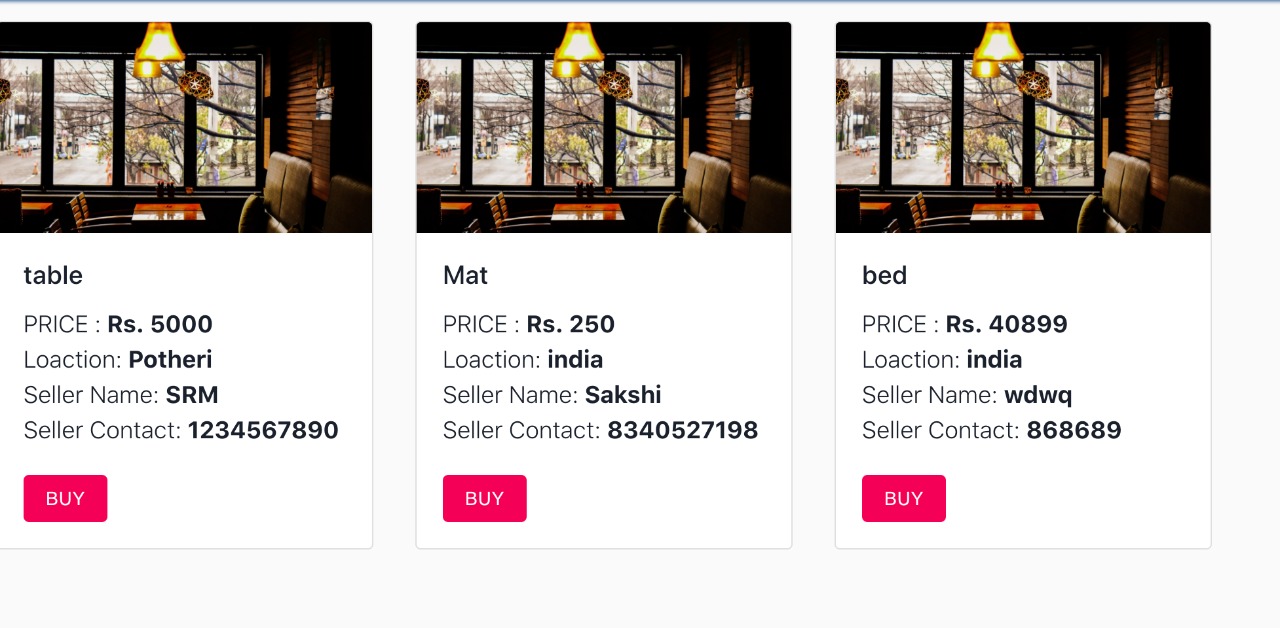 table
PRICE : Rs. 5000
Loaction: Potheri
Seller Name: SRM
Seller Contact: 1234567890
BUY
Mat
PRICE : Rs. 250
Loaction: india
Seller Name: Sakshi
Seller Contact: 8340527198
BUY
bed
PRICE : Rs. 40899
Loaction: india
Seller Name: wdwq
Seller Contact: 868689
BUY